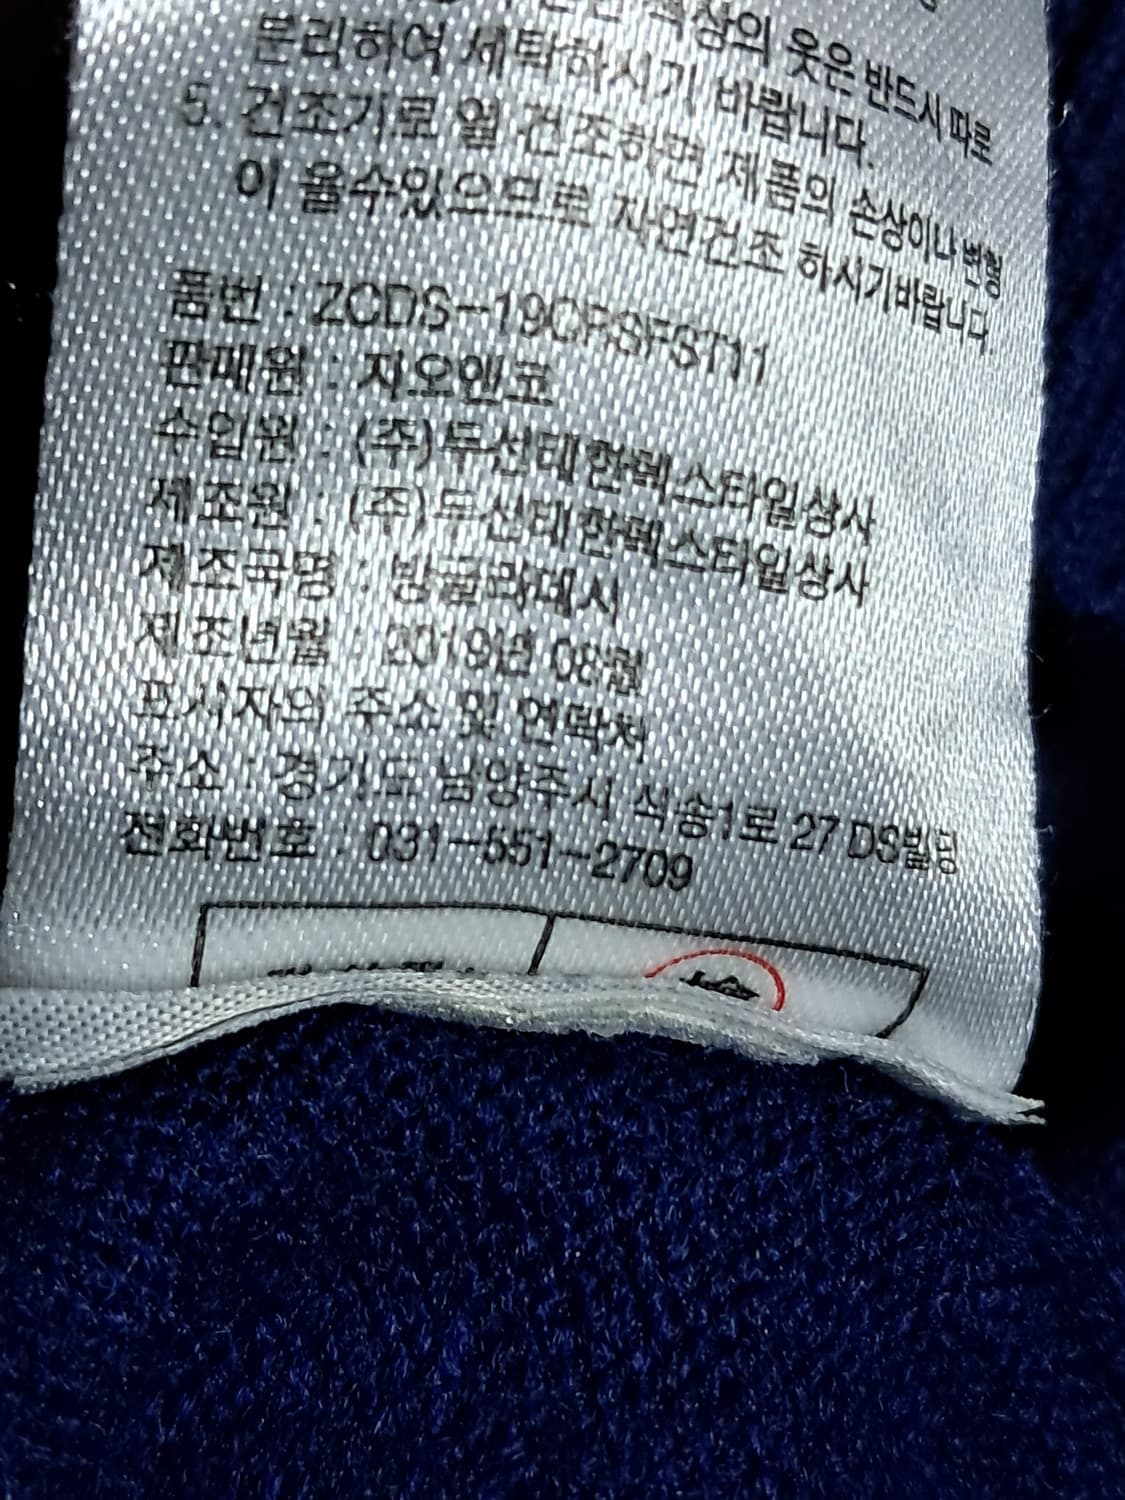 색상의 옷은 반드시 따로
분리하여 세탁하시기 바랍니다.
5. 건조기로 열 건조하면 제품의 손상이나 변형
이 올수있으므로 자연건조 하시기바랍니다.
품번 : ZCDS-19CRSFST11
판매원 : 지오앤코
수입원 : (주)두선대한텍스타일상사
제조원 : (주)두선대한텍스타일상사
제조국명 : 방글라데시
제조년월 : 2019년 08월
표시자의 주소 및 연락처
주소 : 경기도 남양주시 석송1로 27 DS빌딩
전화번호 : 031-551-2709